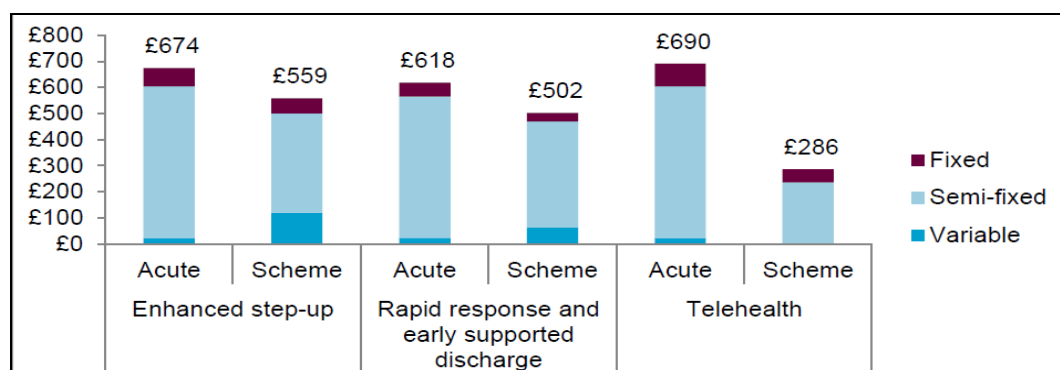 £800
£700
£600
£500
£400
£300
£200
£100
£0
£674
£559
£618
£502
£690
£286
Fixed
Semi-fixed
Variable
Acute
Scheme
Acute
Scheme
Acute
Scheme
Enhanced step-up
Rapid response and
early supported
discharge
Telehealth